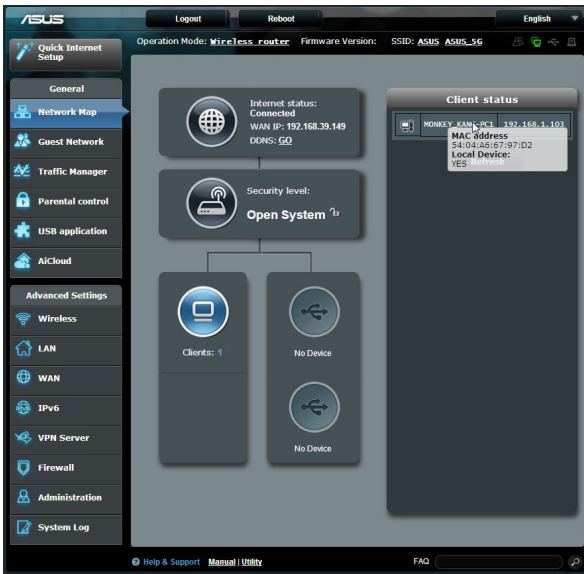 ASUS
Logout
Reboot
English
Quick Internet
Setup
Operation Mode: Wireless router Firmware Version: SSID: ASUS ASUS_5G
General
Network Map
Guest Network
Traffic Manager
Parental control
USB application
AiCloud
Advanced Settings
Wireless
LAN
WAN
IPv6
VPN Server
Firewall
Administration
System Log
Internet status:
Connected
WAN IP: 192.168.39.149
DDNS: GO
Security level:
Open System
Clients: 1
No Device
No Device
Client status
192.168.1.103
MAC address
54:04:A6:67:97:D2
Local Device:
YES
Refresh
Help & Support Manual | Utility
FAQ